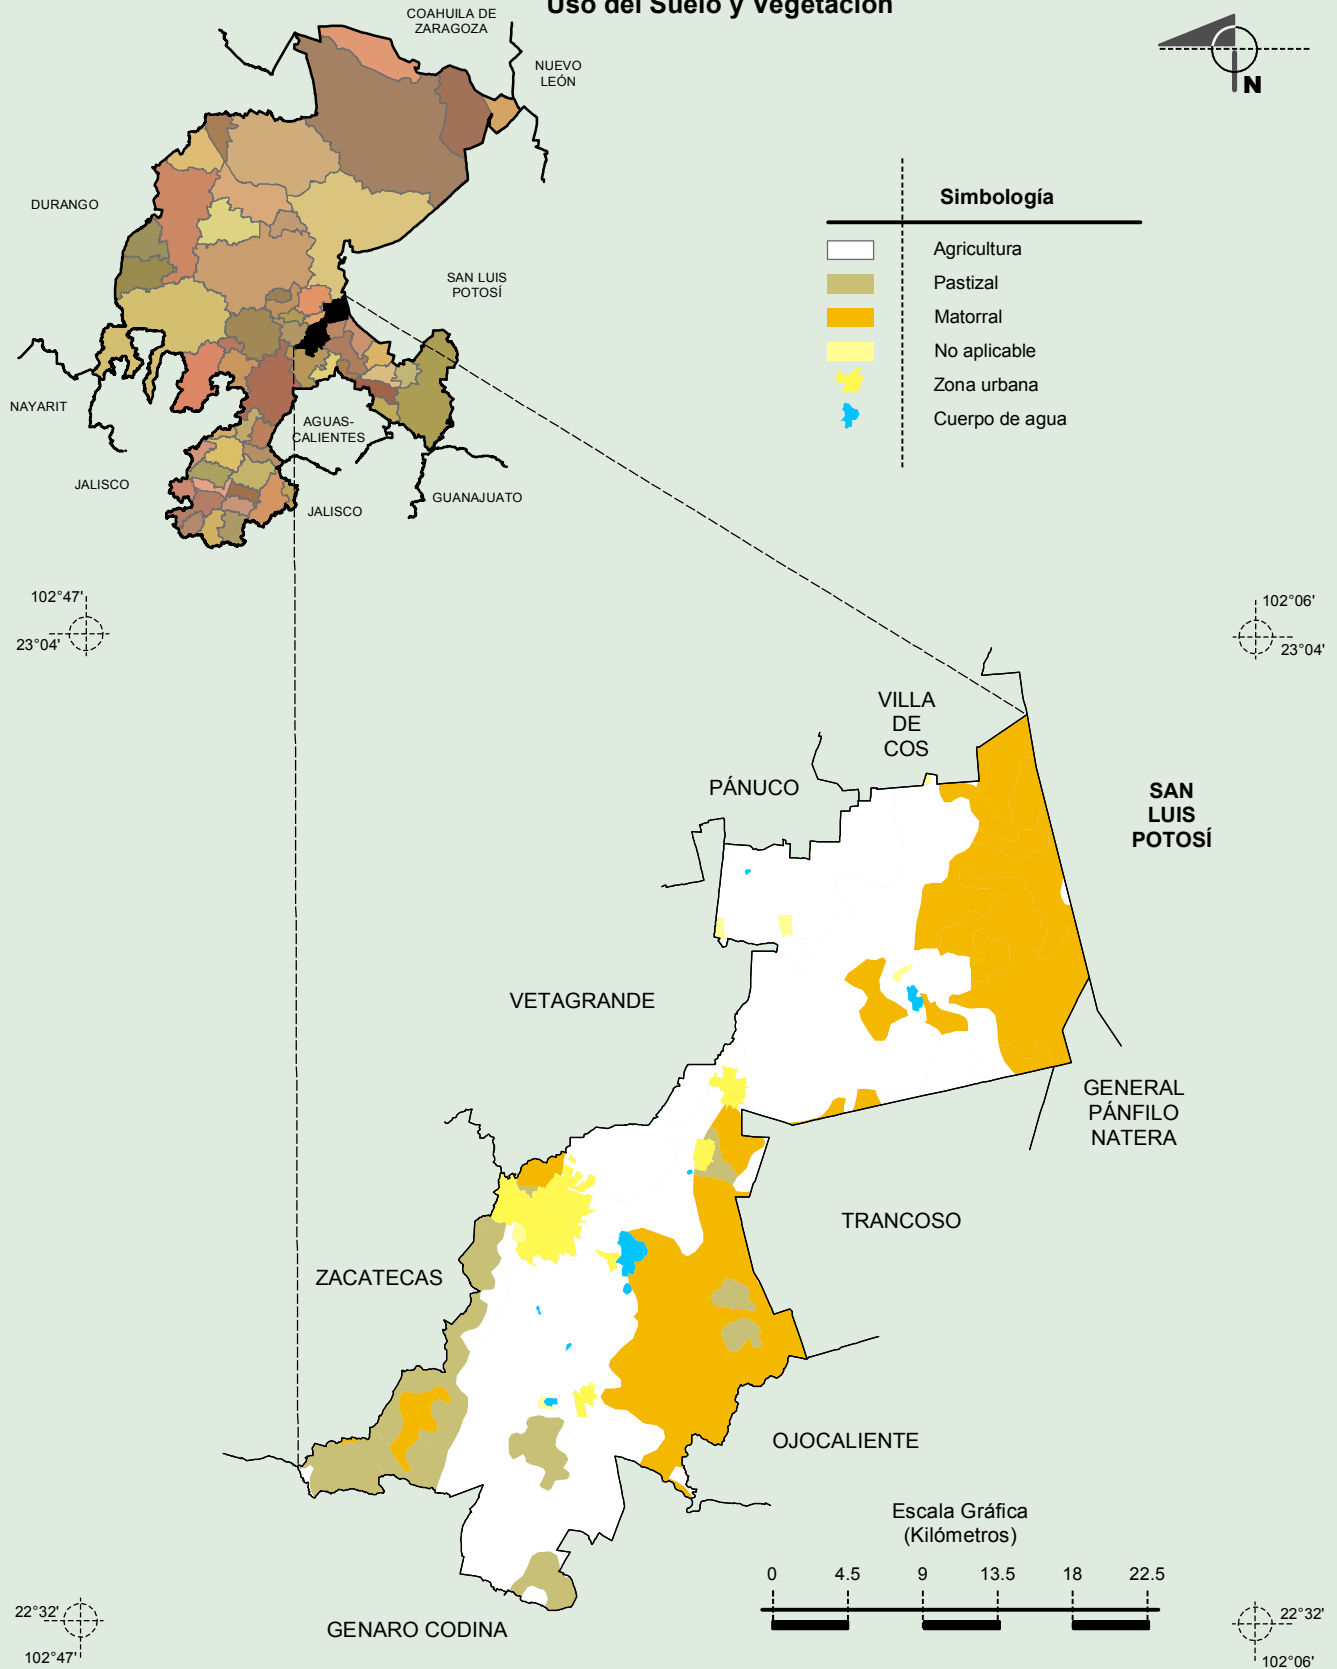 Uso del Suelo y Vegetación
COAHUILA DE
ZARAGOZA
NUEVO
LEÓN
N
DURANGO
SAN LUIS
POTOSÍ
NAYARIT
AGUAS-
CALIENTES
JALISCO
JALISCO
GUANAJUATO
Simbología
Agricultura
Pastizal
Matorral
No aplicable
Zona urbana
Cuerpo de agua
102°47'
23°04'
102°06'
23°04'
VILLA
DE
COS
PÁNUCO
SAN
LUIS
POTOSÍ
VETAGRANDE
GENERAL
PÁNFILO
NATERA
TRANCOSO
ZACATECAS
OJOCALIENTE
GENARO CODINA
Escala Gráfica
(Kilómetros)
0 4.5 9 13.5 18 22.5
22°32'
102°47'
22°32'
102°06'